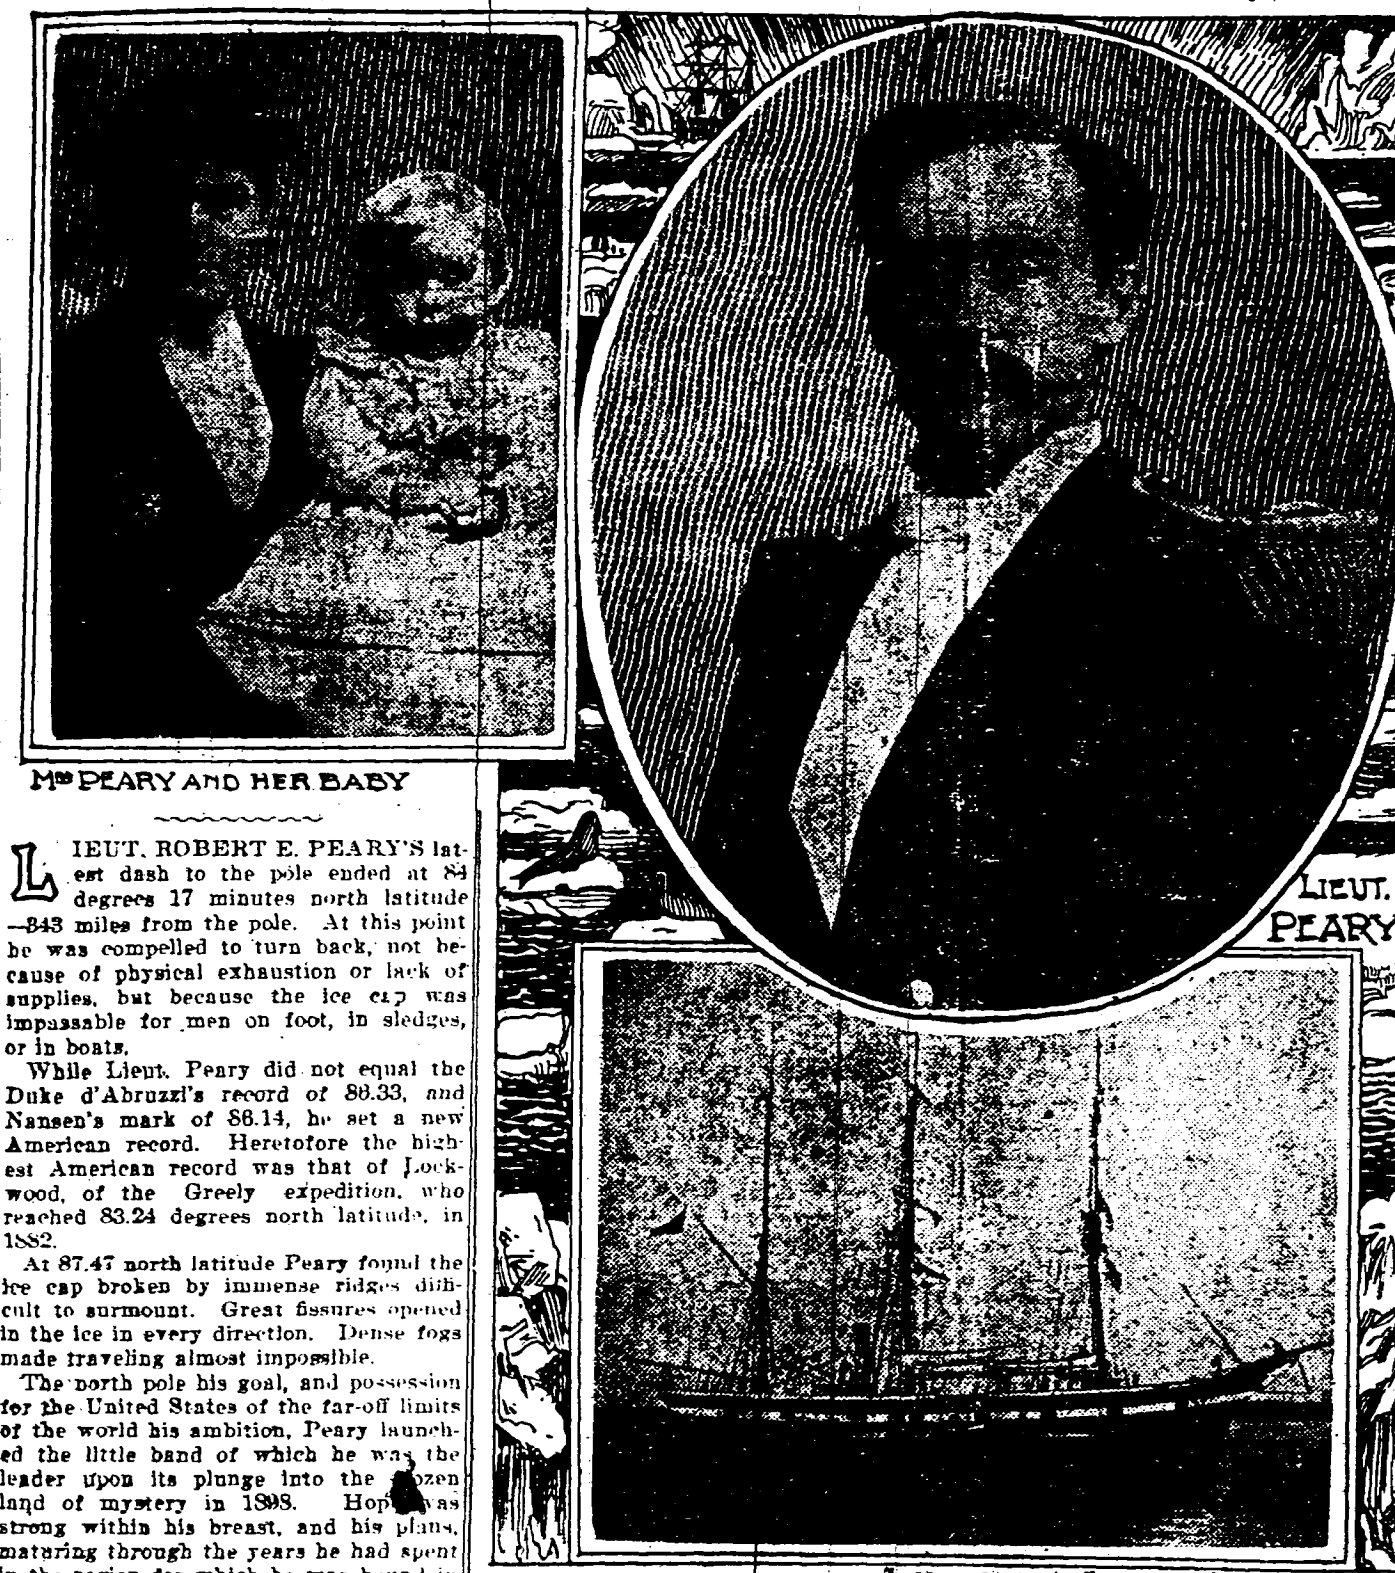 Mrs PEARY AND HER BABY
LIEUT. ROBERT E. PEARY'S lat-
est dash to the pole ended at 84
degrees 17 minutes north latitude
—343 miles from the pole. At this point
he was compelled to turn back, not be-
cause of physical exhaustion or lack of
supplies, but because the ice cap was
impassable for men on foot, in sledges,
or in boats.
While Lieut. Peary did not equal the
Duke d'Abruzzi's record of 86.33, and
Nansen's mark of 86.14, he set a new
American record. Heretofore the high-
est American record was that of Lock-
wood, of the Greely expedition, who
reached 83.24 degrees north latitude, in
1882.
At 87.47 north latitude Peary found the
ice cap broken by immense ridges diffi-
cult to surmount. Great fissures opened
in the ice in every direction. Dense fogs
made traveling almost impossible.
The north pole his goal, and possession
for the United States of the far-off limits
of the world his ambition, Peary launch-
ed the little band of which he was the
leader upon its plunge into the frozen
land of mystery in 1898. Hope was
strong within his breast, and his plans,
maturing through the years he had spent
LIEUT.
PEARY